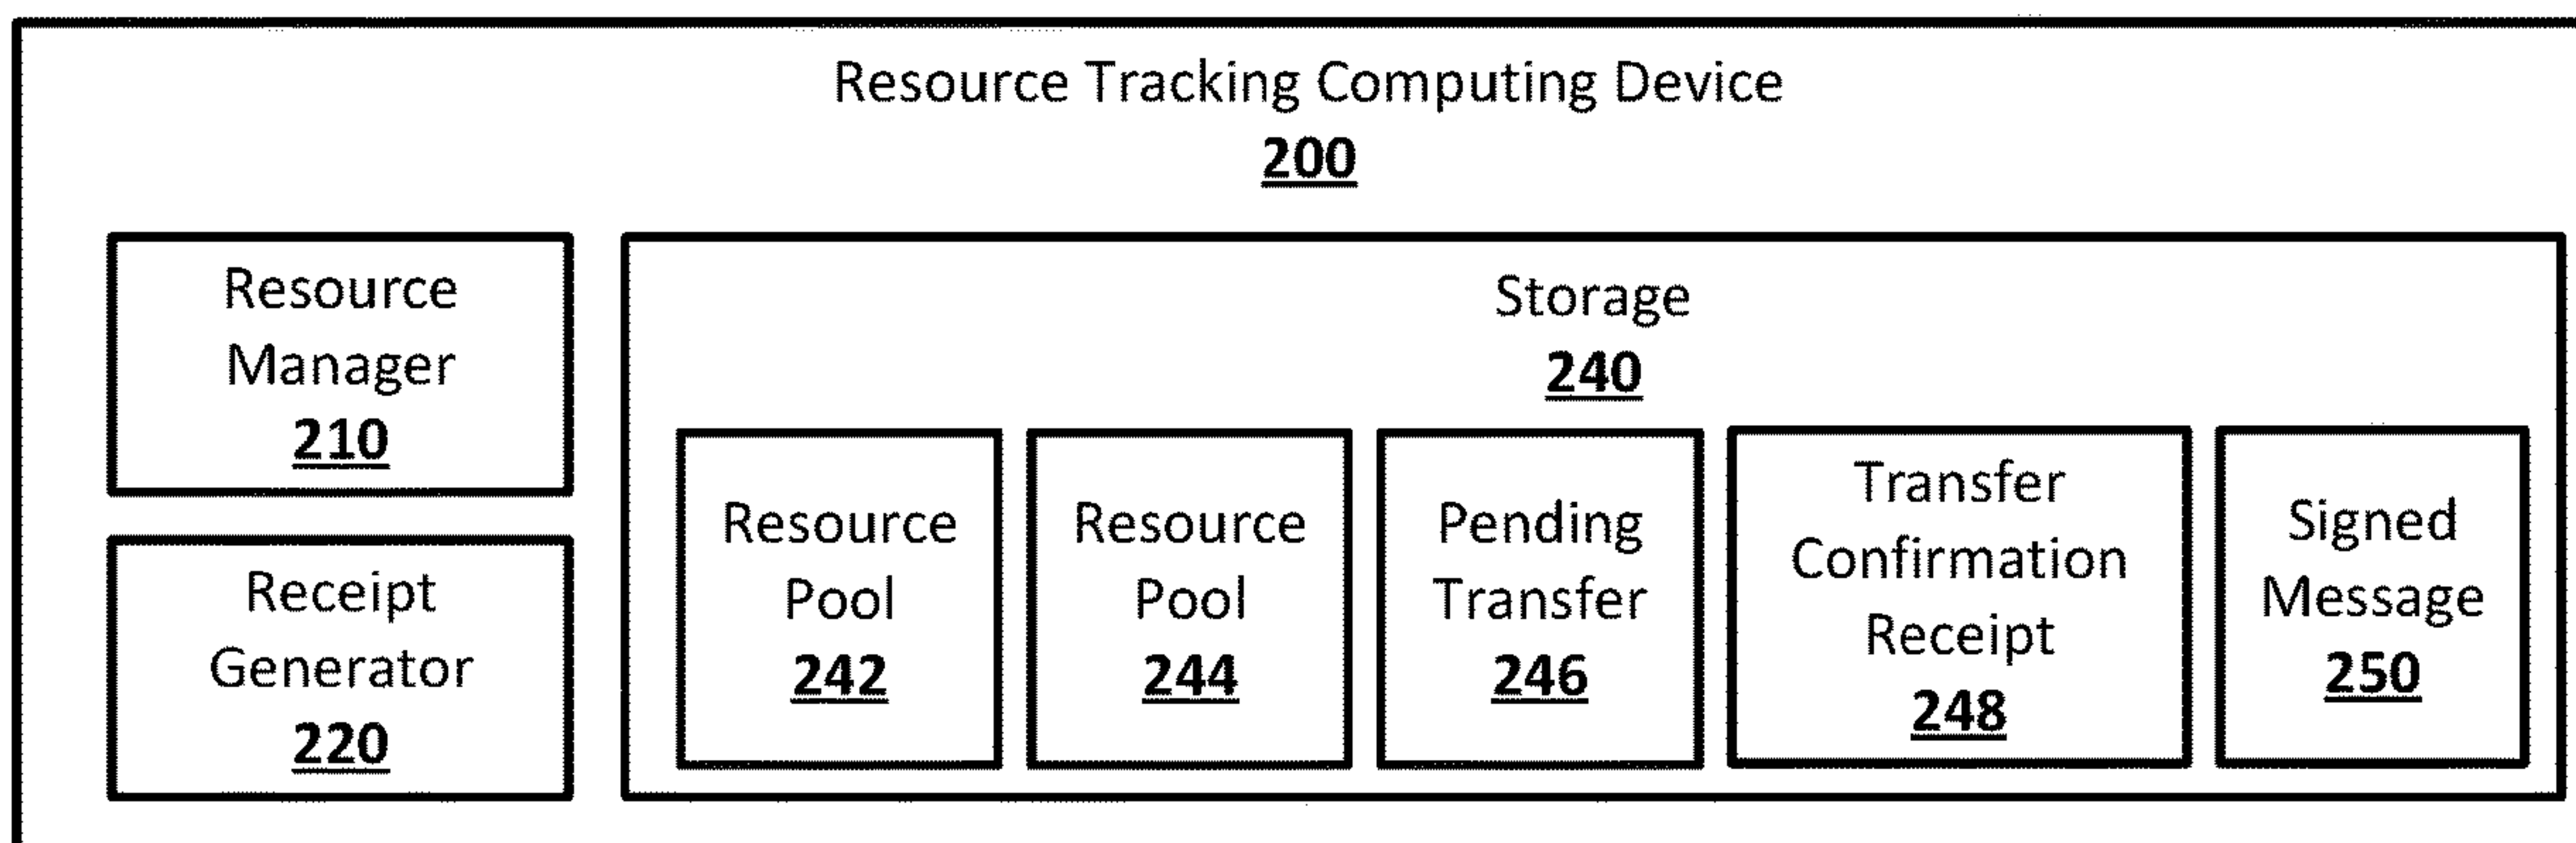 Resource Tracking Computing Device
200
Resource
Manager
210
Receipt
Generator
220
Storage
240
Resource
Pool
242
Resource
Pool
244
Pending
Transfer
246
Transfer
Confirmation
Receipt
248
Signed
Message
250